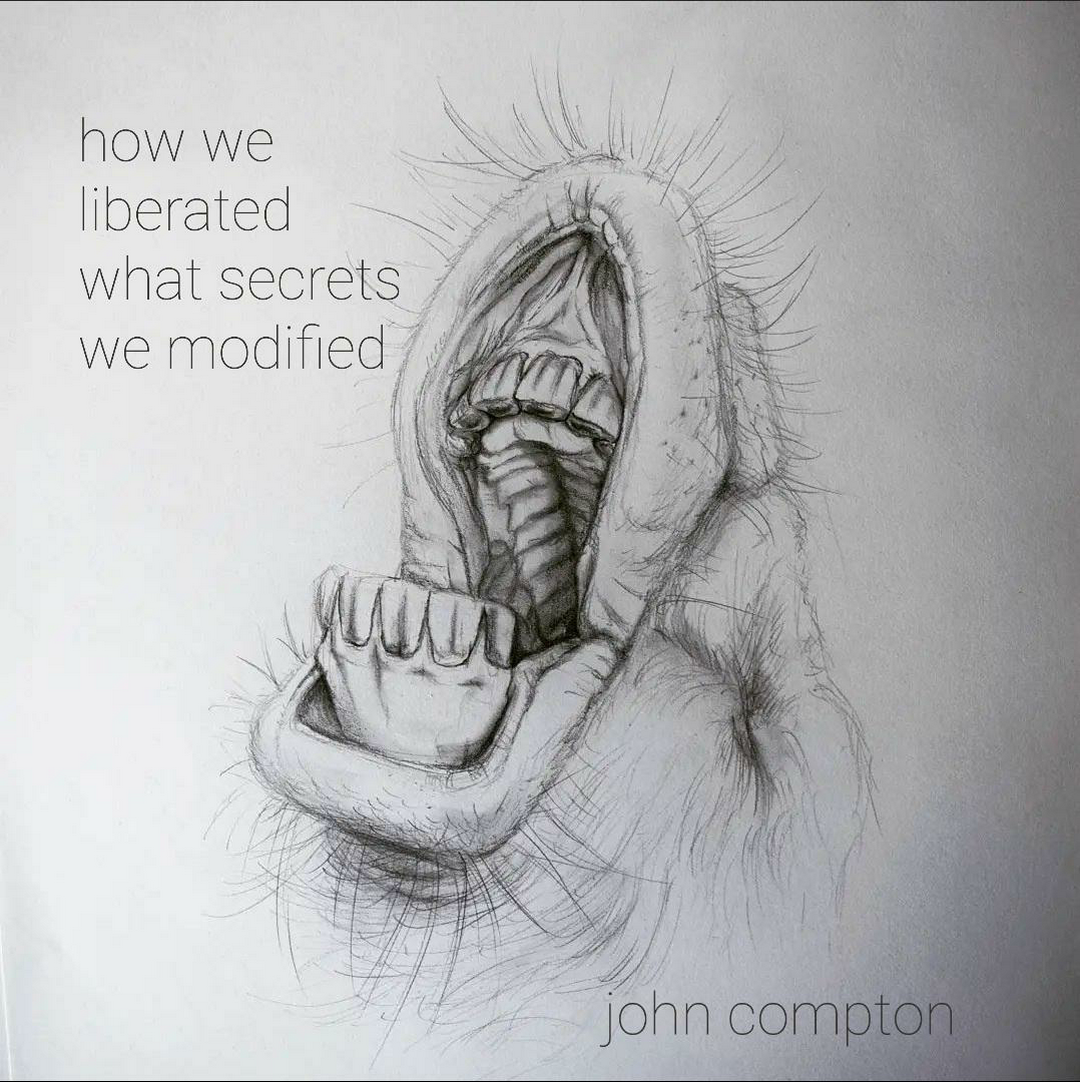 how we
liberated
what secrets
we modified
john compton